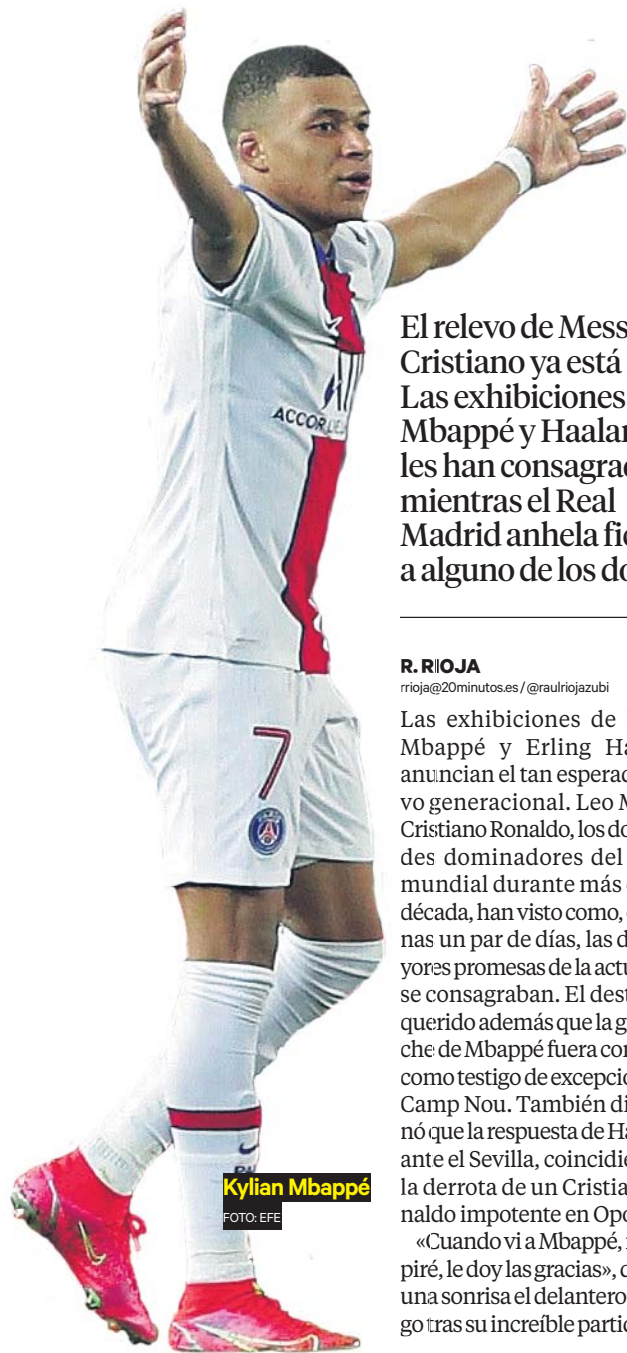 El relevo de Mess
Cristiano ya está
Las exhibiciones
Mbappé y Haalan
les han consagrad
mientras el Real
Madrid anhela fic
a alguno de los do
R. RIOJA
rrioja@20minutos.es / @raulriojazubi
Las exhibiciones de
Mbappé y Erling Ha
anuncian el tan esperad
vo generacional. Leo M
Cristiano Ronaldo, los do
des dominadores del
mundial durante más
década, han visto como,
nas un par de días, las d
yores promesas de la actu
se consagraban. El dest
querido además que la g
che de Mbappé fuera con
como testigo de excepció
Camp Nou. También di
nó que la respuesta de Ha
ante el Sevilla, coincidie
la derrota de un Cristia
naldo impotente en Opo
«Cuando vi a Mbappé,
piré, le doy las gracias», d
una sonrisa el delantero
go tras su increíble partid
ACCOR LI
7
Kylian Mbappé
FOTO: EFE